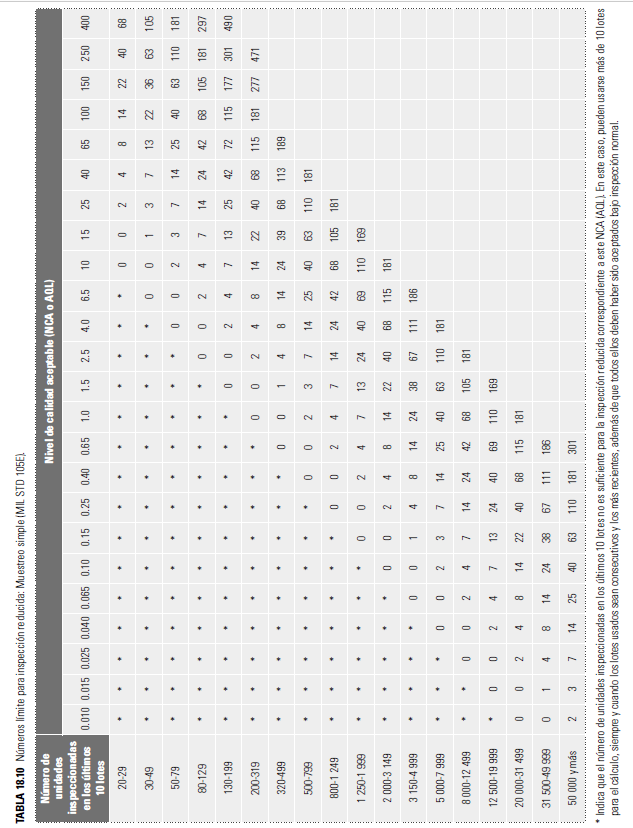 TABLA 18.10 Números límite para inspección reducida: Muestreo simple (MIL STD 105E).
Número de unidades inspeccionadas en los últimos 10 lotes
Nivel de calidad aceptable (NCA o AQL)
0.010 0.015 0.025 0.040 0.065 0.10 0.15 0.25 0.40 0.65 1.0 1.5 2.5 4.0 6.5 10 15 25 40 65 100 150 250 400
20-29 * * * * * * * * * * * * * * * 0 0 2 4 8 14 22 40 68
30-49 * * * * * * * * * * * * * * 0 0 1 3 7 13 22 36 63 105
50-79 * * * * * * * * * * * * * 0 0 2 3 7 14 25 40 63 110 181
80-129 * * * * * * * * * * * * 0 0 2 4 7 14 24 42 68 105 181 297
130-199 * * * * * * * * * * * 0 0 2 4 7 13 25 42 72 115 177 301 490
200-319 * * * * * * * * * * 0 0 2 4 8 14 22 40 68 115 181 277 471
320-499 * * * * * * * * * 0 0 1 4 8 14 24 39 68 113 189
500-799 * * * * * * * * 0 0 2 3 7 14 25 40 63 110 181
800-1 249 * * * * * * * 0 0 2 4 7 14 24 42 68 105 181
1 250-1 999 * * * * * * 0 0 2 4 7 13 24 40 69 110 169
2 000-3 149 * * * * * 0 0 2 4 8 14 22 40 68 115 181
3 150-4 999 * * * * 0 0 1 4 8 14 24 38 67 111 186
5 000-7 999 * * * 0 0 2 3 7 14 25 40 63 110 181
8 000-12 499 * * 0 0 2 4 7 14 24 42 68 105 181
12 500-19 999 * 0 0 2 4 7 13 24 40 69 110 169
20 000-31 499 0 0 2 4 8 14 22 40 68 115 181
31 500-49 999 0 1 4 8 14 24 38 67 111 186
50 000 y más 2 3 7 14 25 40 63 110 181 301
* Indica que el número de unidades inspeccionadas en los últimos 10 lotes no es suficiente para la inspección reducida correspondiente a este NCA (AQL). En este caso, pueden usarse más de 10 lotes
para el cálculo, siempre y cuando los lotes usados sean consecutivos y los más recientes, además de que todos ellos deben haber sido aceptados bajo inspección normal.